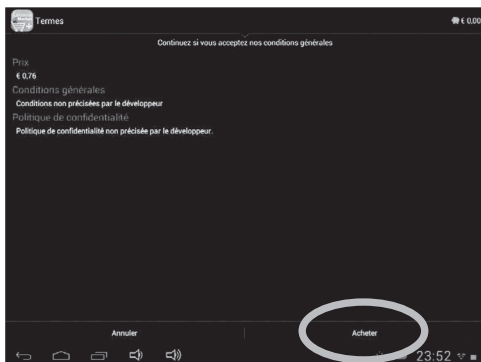 Termes
€ 0,00
Continuez si vous acceptez nos conditions générales
Prix
€ 0,76
Conditions générales
Conditions non précisées par le développeur
Politique de confidentialité
Politique de confidentialité non précisée par le développeur.
Annuler
Acheter
23:52